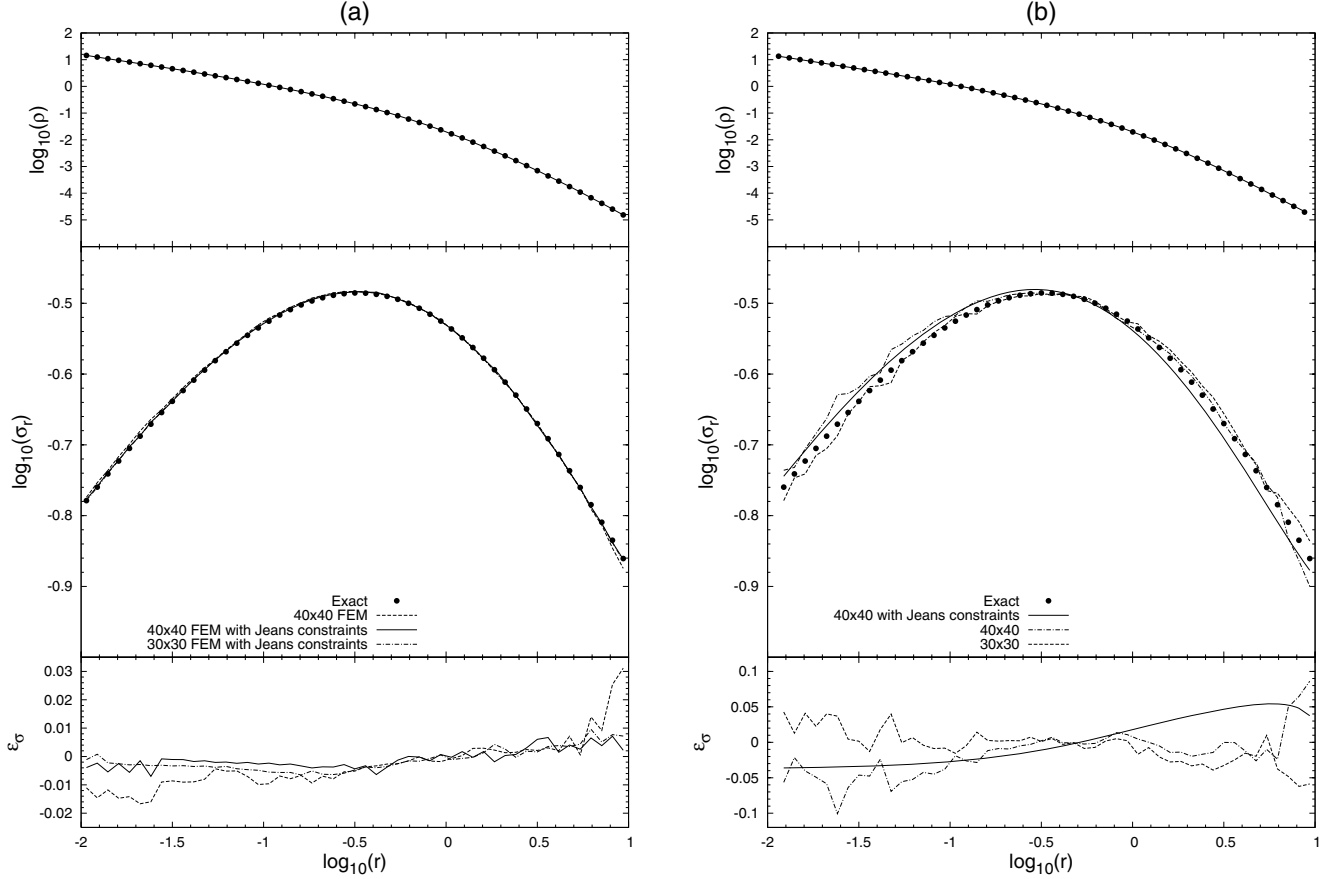 (a)
2
1
0
-1
-2
-3
-4
-5
log10(ρ)
-0.5
-0.6
-0.7
-0.8
-0.9
log10(σr)
Exact
40x40 FEM
40x40 FEM with Jeans constraints
30x30 FEM with Jeans constraints
0.03
0.02
0.01
0
-0.01
-0.02
εσ
-2 -1.5 -1 -0.5 0 0.5 1
log10(r)
(b)
2
1
0
-1
-2
-3
-4
-5
log10(ρ)
-0.5
-0.6
-0.7
-0.8
-0.9
log10(σr)
Exact
40x40 with Jeans constraints
40x40
30x30
0.1
0.05
0
-0.05
-0.1
εσ
-2 -1.5 -1 -0.5 0 0.5 1
log10(r)